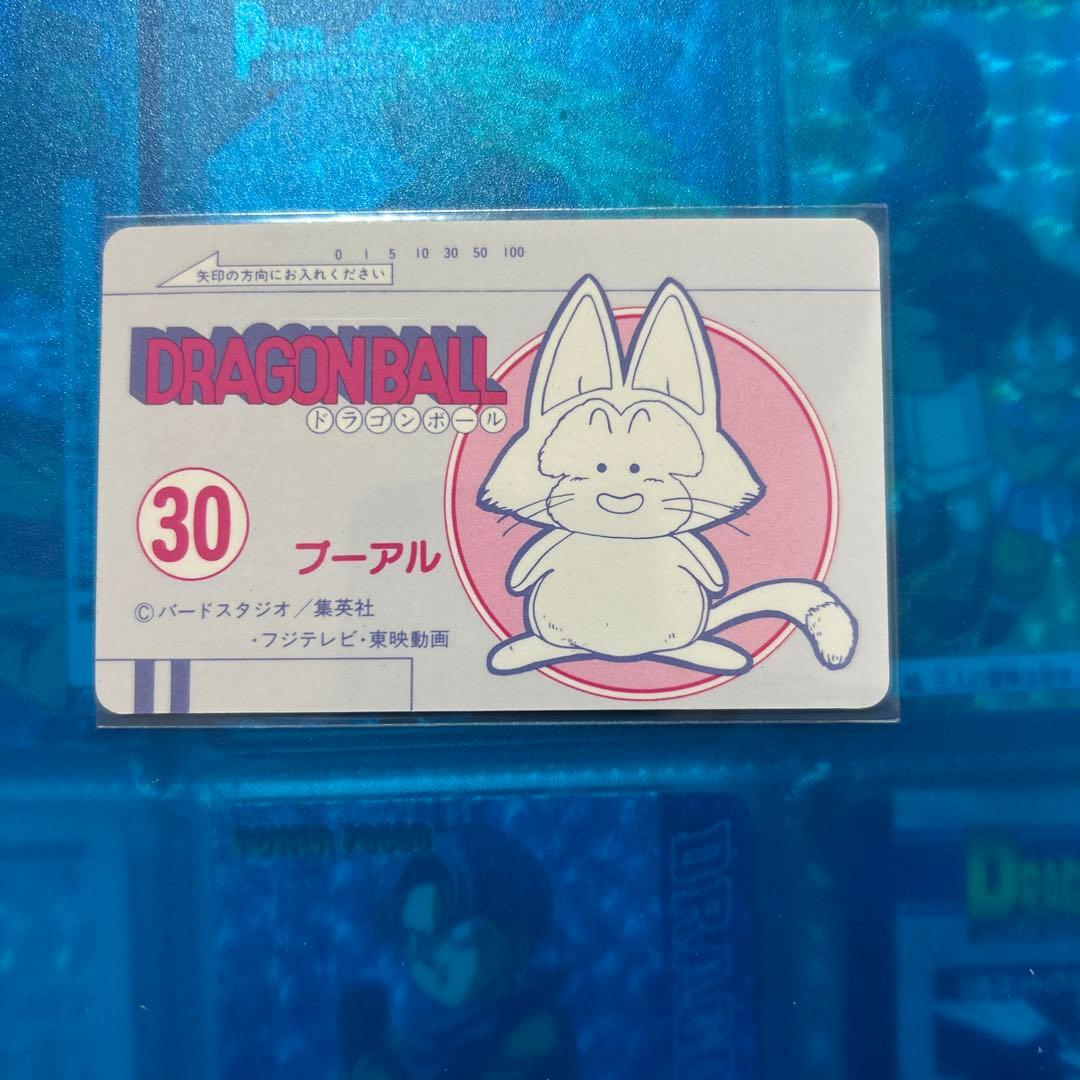 0 1 5 10 30 50 100
矢印の方向にお入れください
DRAGONBALL
ドラゴンボール
30
プーアル
©バードスタジオ／集英社
・フジテレビ・東映動画